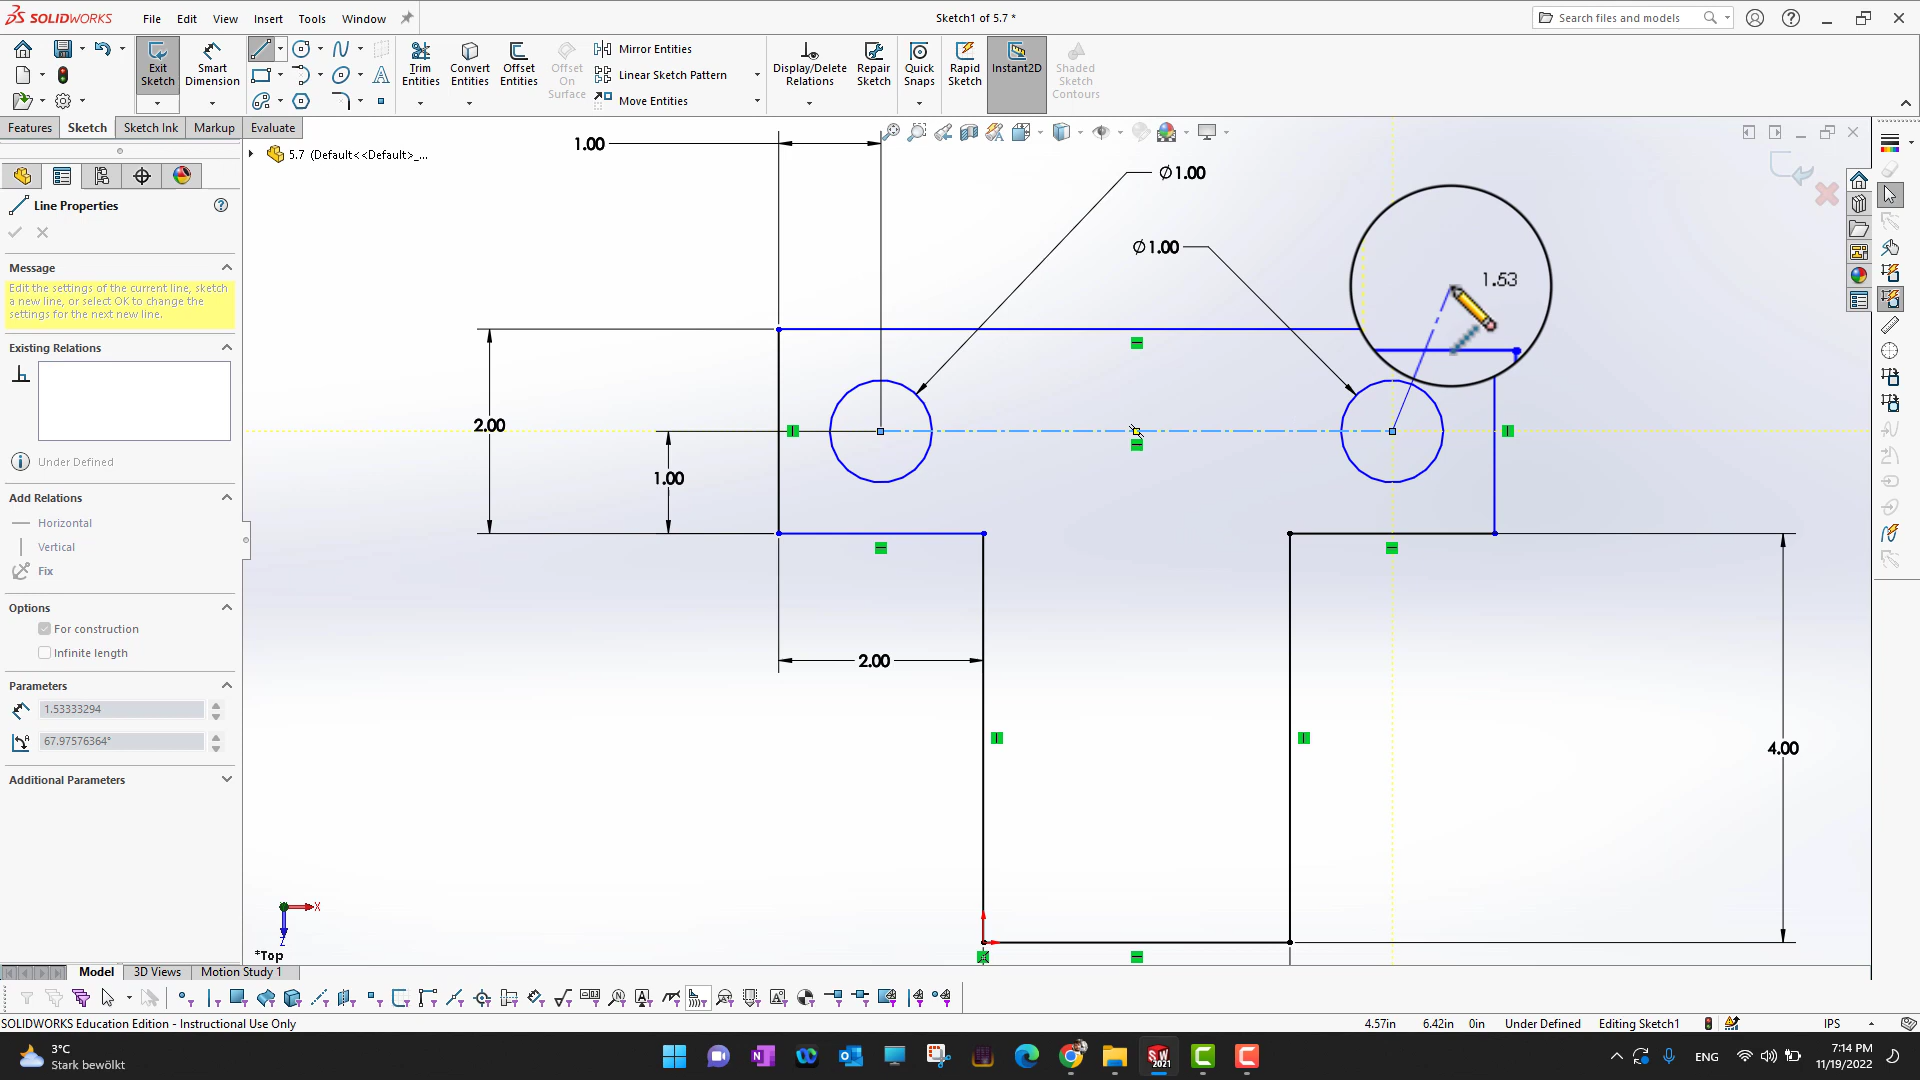 SOLIDWORKS
File
Edit
View
Insert
Tools
Window
Sketch1 of 5.7 *
Search files and models
Exit Sketch
Smart Dimension
Trim Entities
Convert Entities
Offset Entities
Offset On Surface
Mirror Entities
Linear Sketch Pattern
Move Entities
Display/Delete Relations
Repair Sketch
Quick Snaps
Rapid Sketch
Instant2D
Shaded Sketch Contours
Features
Sketch
Sketch Ink
Markup
Evaluate
5.7 (Default<<Default>_...
Line Properties
Message
Edit the settings of the current line, sketch
a new line, or select OK to change the
settings for the next new line.
Existing Relations
Under Defined
Add Relations
Horizontal
Vertical
Fix
Options
For construction
Infinite length
Parameters
1.53333294
67.97576364°
Additional Parameters
1.00
∅1.00
∅1.00
1.53
2.00
1.00
2.00
4.00
X
Z
*Top
Model
3D Views
Motion Study 1
SOLIDWORKS Education Edition - Instructional Use Only
4.57in
6.42in
0in
Under Defined
Editing Sketch1
IPS
3°C
Stark bewölkt
SW
2021
ENG
7:14 PM
11/19/2022